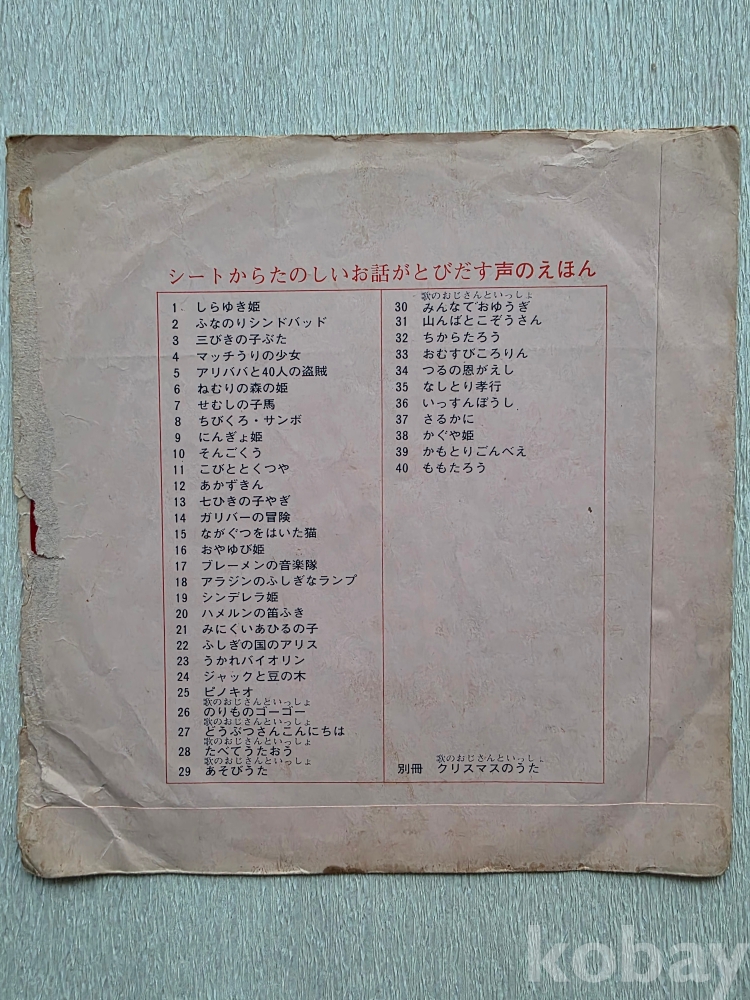 シートからたのしいお話がとびだす声のえほん
1 しらゆき姫
2 ふなのりシンドバッド
3 三びきの子ぶた
4 マッチうりの少女
5 アリババと40人の盗賊
6 ねむりの森の姫
7 せむしの子馬
8 ちびくろ・サンボ
9 にんぎょ姫
10 そんごくう
11 こびととくつや
12 あかずきん
13 七ひきの子やぎ
14 ガリバーの冒険
15 ながぐつをはいた猫
16 おやゆび姫
17 ブレーメンの音楽隊
18 アラジンのふしぎなランプ
19 シンデレラ姫
20 ハメルンの笛ふき
21 みにくいあひるの子
22 ふしぎの国のアリス
23 うかれバイオリン
24 ジャックと豆の木
25 ピノキオ
歌のおじさんといっしょ
26 のりものゴーゴー
歌のおじさんといっしょ
27 どうぶつさんこんにちは
歌のおじさんといっしょ
28 たべてうたおう
歌のおじさんといっしょ
29 あそびうた
歌のおじさんといっしょ
30 みんなでおゆうぎ
31 山んばとこぞうさん
32 ちからたろう
33 おむすびころりん
34 つるの恩がえし
35 なしとり孝行
36 いっすんぼうし
37 さるかに
38 かぐや姫
39 かもとりごんべえ
40 ももたろう
歌のおじさんといっしょ
別冊 クリスマスのうた
kobay